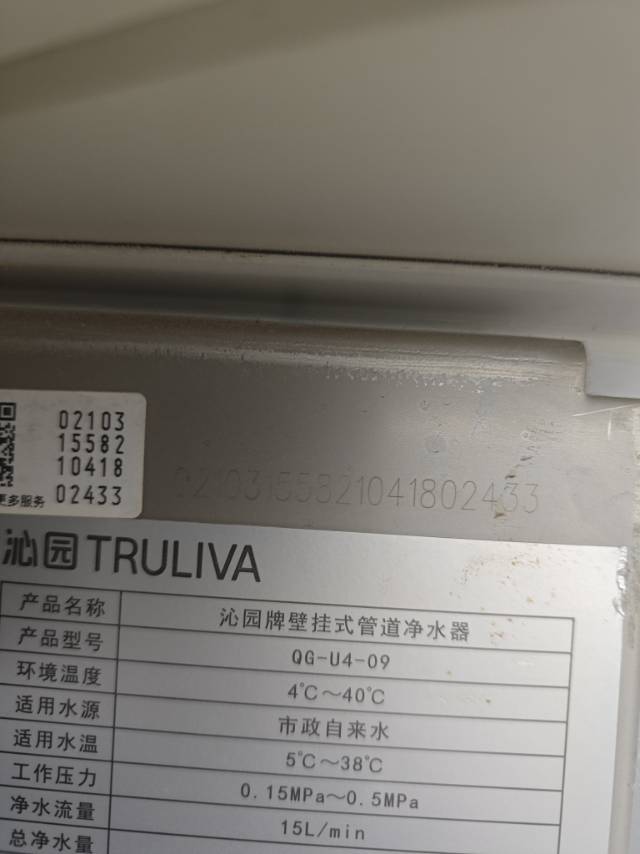 02103
15582
10418
02433
更多服务
02103155821041802433
沁园 TRULIVA
产品名称 沁园牌壁挂式管道净水器
产品型号 QG-U4-09
环境温度 4℃～40℃
适用水源 市政自来水
适用水温 5℃～38℃
工作压力 0.15MPa～0.5MPa
净水流量 15L/min
总净水量